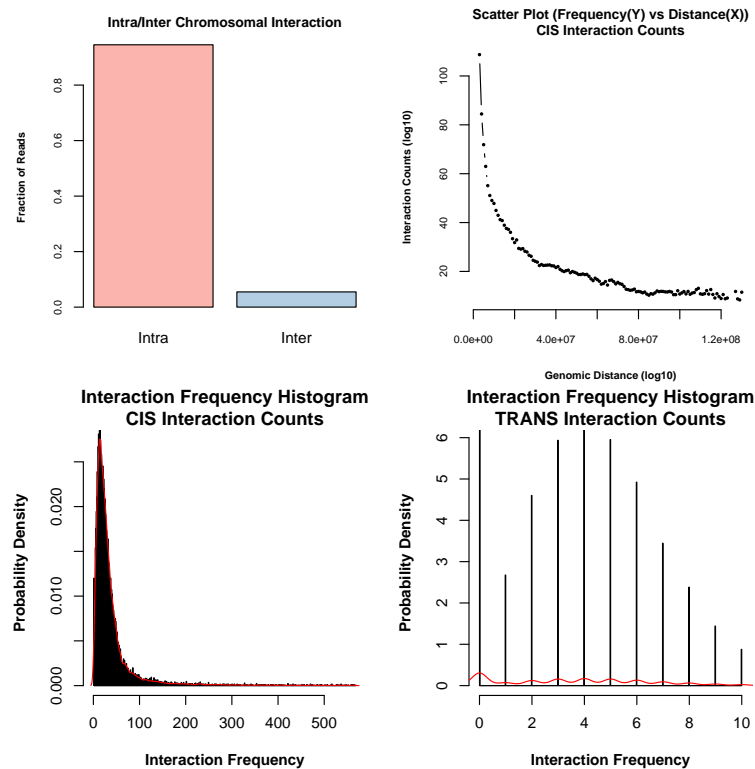 Intra/Inter Chromosomal Interaction
Fraction of Reads
0.0
0.2
0.4
0.6
0.8
Intra
Inter
Scatter Plot (Frequency(Y) vs Distance(X))
CIS Interaction Counts
Interaction Counts (log10)
20
40
60
80
100
0.0e+00
4.0e+07
8.0e+07
1.2e+08
Genomic Distance (log10)
Interaction Frequency Histogram
CIS Interaction Counts
Probability Density
0.000
0.010
0.020
0
100
200
300
400
500
Interaction Frequency
Interaction Frequency Histogram
TRANS Interaction Counts
Probability Density
0
1
2
3
4
5
6
0
2
4
6
8
10
Interaction Frequency